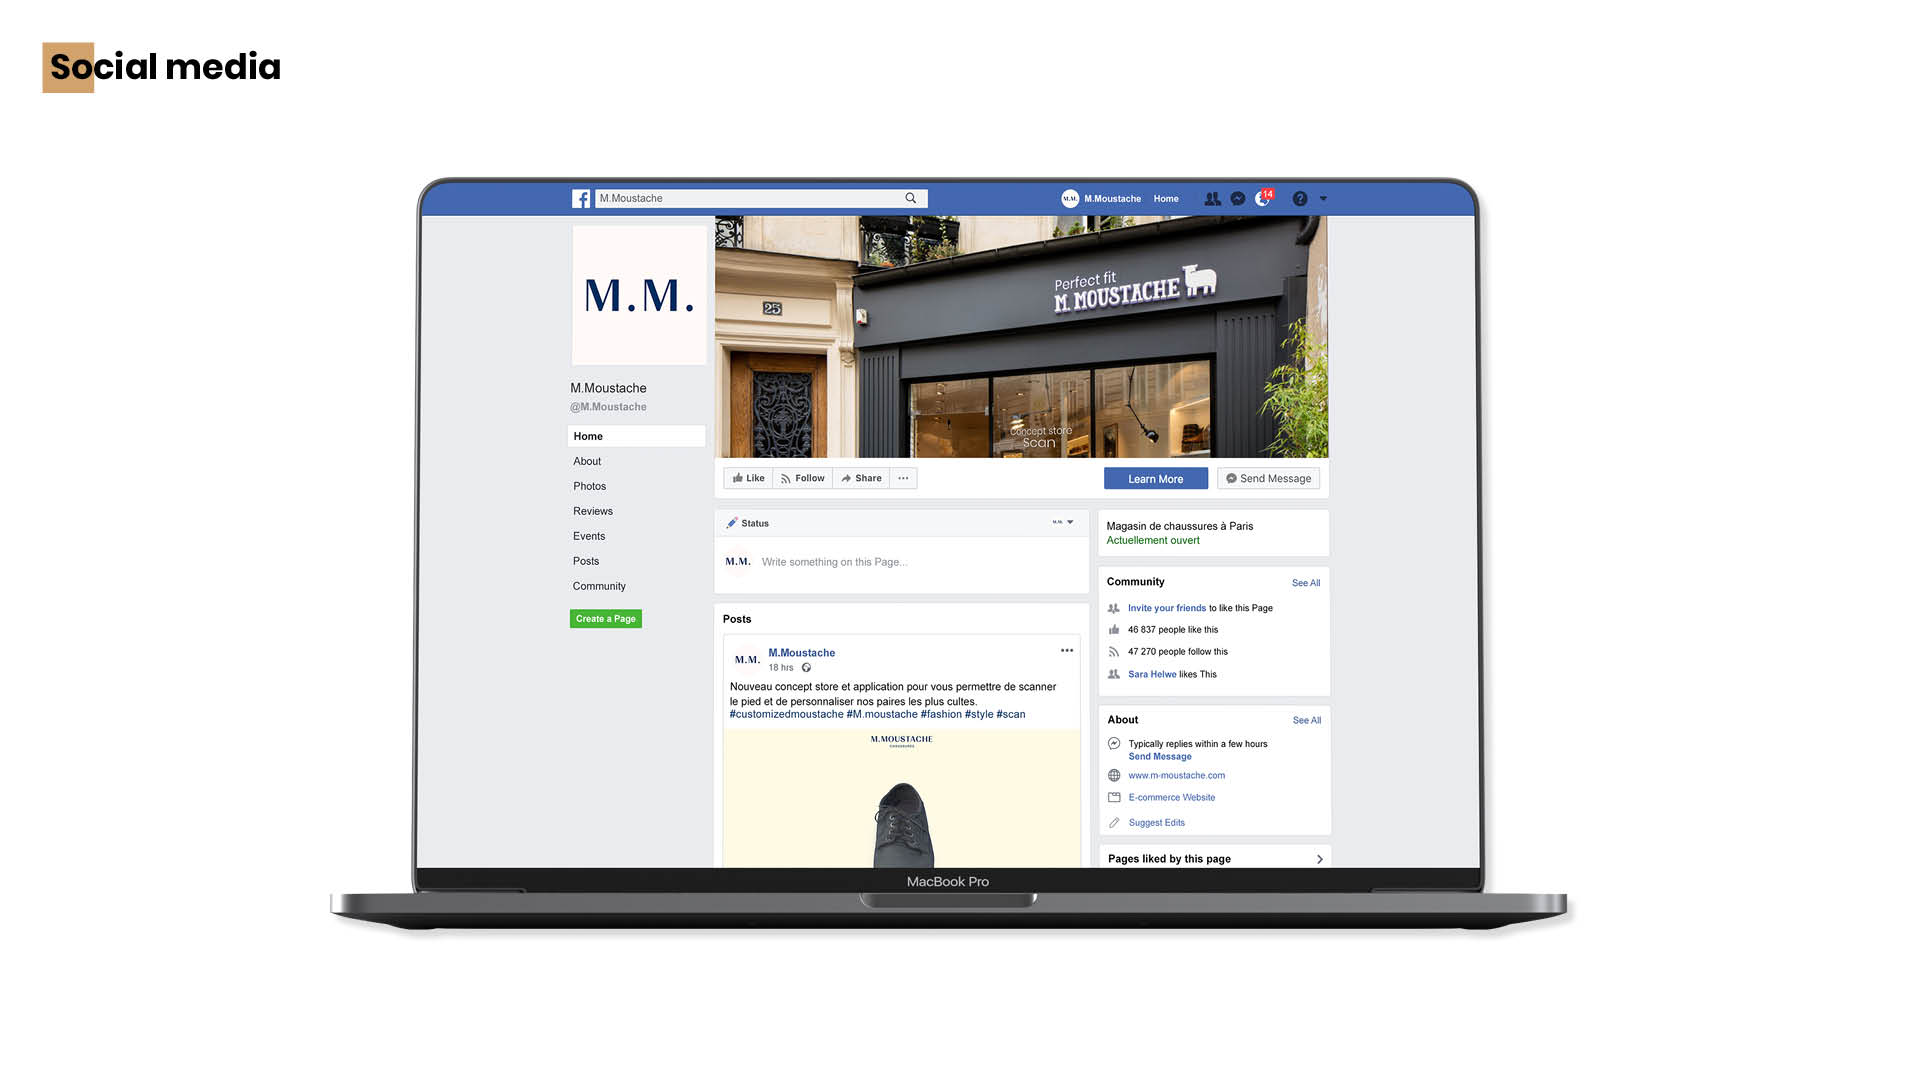 Social media
M.Moustache
M.M. M.Moustache Home 14 ?
M.M.
25
Perfect fit
M. MOUSTACHE
Concept store
Scan
M.Moustache
@M.Moustache
Home
About
Photos
Reviews
Events
Posts
Community
Create a Page
Like Follow Share ...
Learn More Send Message
Status M.M.
M.M. Write something on this Page...
Posts
M.M. M.Moustache
18 hrs
Nouveau concept store et application pour vous permettre de scanner
le pied et de personnaliser nos paires les plus cultes.
#customizedmoustache #M.moustache #fashion #style #scan
M.MOUSTACHE
CHAUSSURES
Magasin de chaussures à Paris
Actuellement ouvert
Community See All
Invite your friends to like this Page
46 837 people like this
47 270 people follow this
Sara Helwe likes This
About See All
Typically replies within a few hours
Send Message
www.m-moustache.com
E-commerce Website
Suggest Edits
Pages liked by this page
MacBook Pro